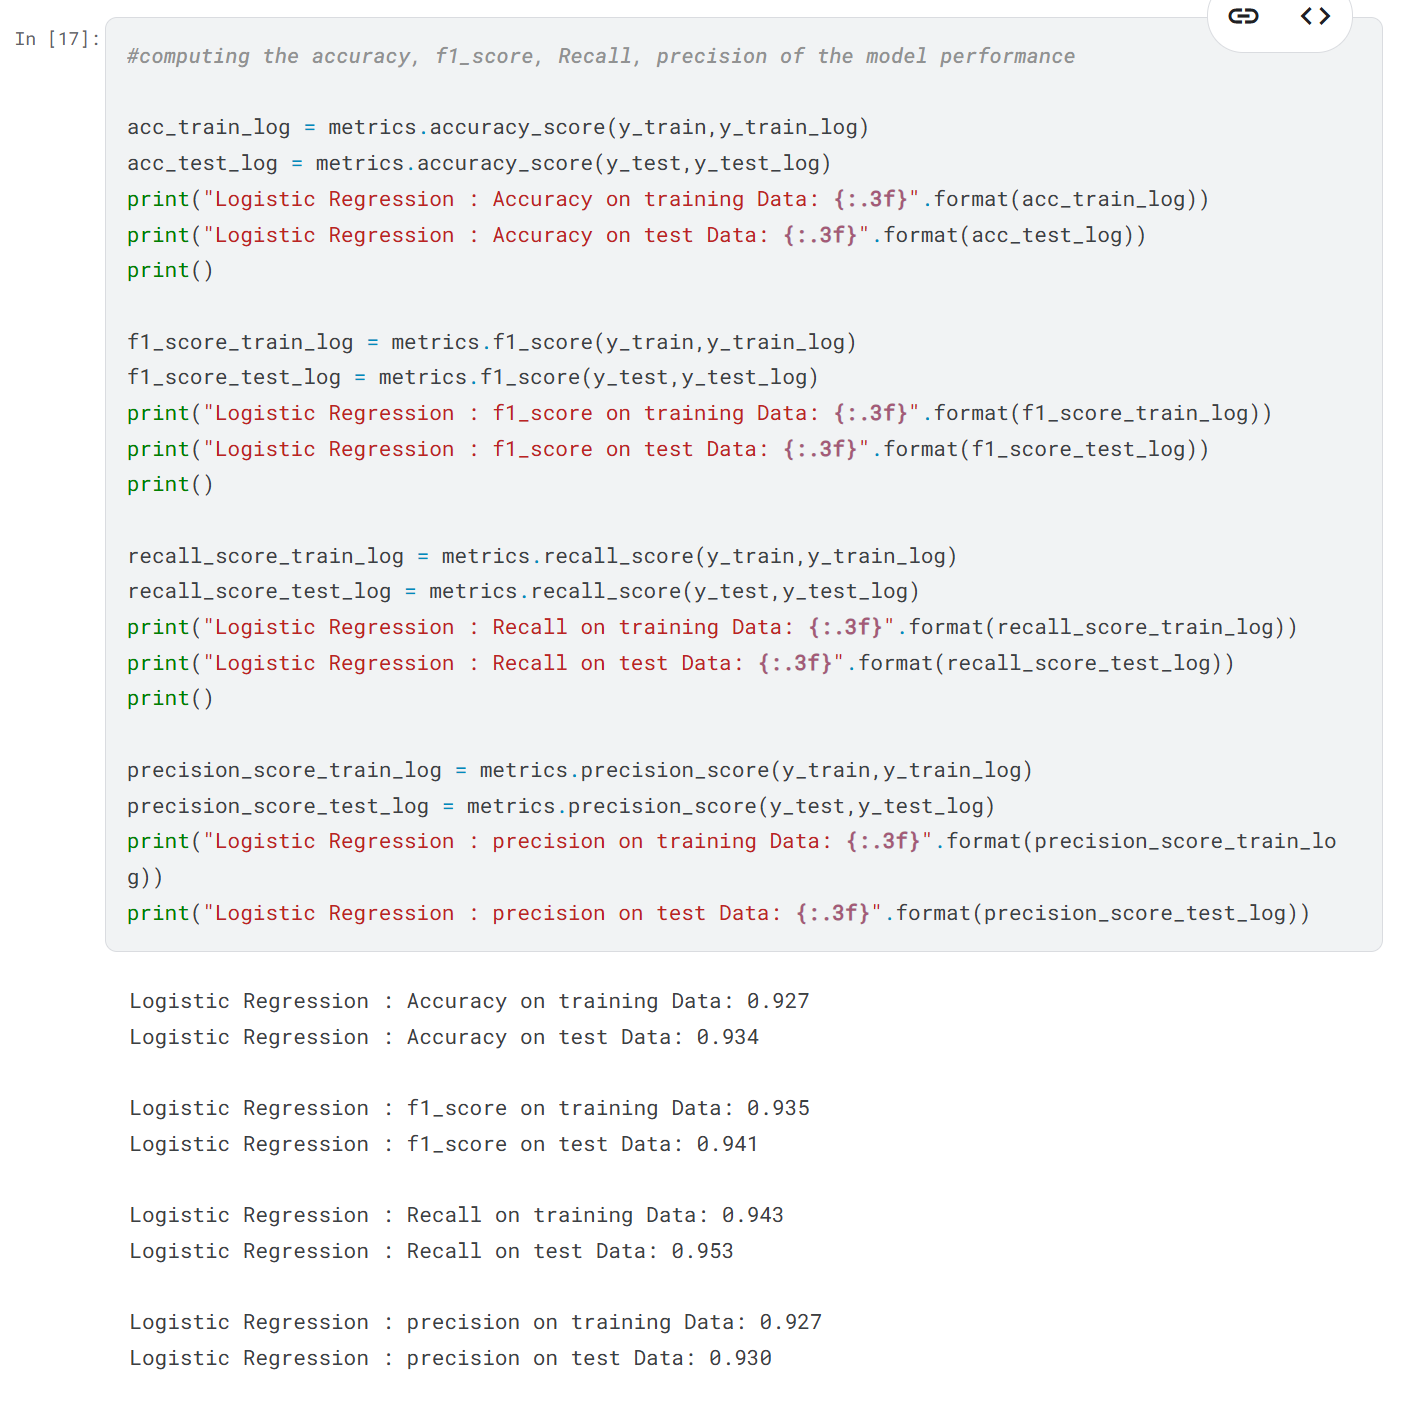 In [17]:
#computing the accuracy, f1_score, Recall, precision of the model performance
acc_train_log = metrics.accuracy_score(y_train,y_train_log)
acc_test_log = metrics.accuracy_score(y_test,y_test_log)
print("Logistic Regression : Accuracy on training Data: {:.3f}".format(acc_train_log))
print("Logistic Regression : Accuracy on test Data: {:.3f}".format(acc_test_log))
print()
f1_score_train_log = metrics.f1_score(y_train,y_train_log)
f1_score_test_log = metrics.f1_score(y_test,y_test_log)
print("Logistic Regression : f1_score on training Data: {:.3f}".format(f1_score_train_log))
print("Logistic Regression : f1_score on test Data: {:.3f}".format(f1_score_test_log))
print()
recall_score_train_log = metrics.recall_score(y_train,y_train_log)
recall_score_test_log = metrics.recall_score(y_test,y_test_log)
print("Logistic Regression : Recall on training Data: {:.3f}".format(recall_score_train_log))
print("Logistic Regression : Recall on test Data: {:.3f}".format(recall_score_test_log))
print()
precision_score_train_log = metrics.precision_score(y_train,y_train_log)
precision_score_test_log = metrics.precision_score(y_test,y_test_log)
print("Logistic Regression : precision on training Data: {:.3f}".format(precision_score_train_lo
g))
print("Logistic Regression : precision on test Data: {:.3f}".format(precision_score_test_log))
Logistic Regression : Accuracy on training Data: 0.927
Logistic Regression : Accuracy on test Data: 0.934
Logistic Regression : f1_score on training Data: 0.935
Logistic Regression : f1_score on test Data: 0.941
Logistic Regression : Recall on training Data: 0.943
Logistic Regression : Recall on test Data: 0.953
Logistic Regression : precision on training Data: 0.927
Logistic Regression : precision on test Data: 0.930